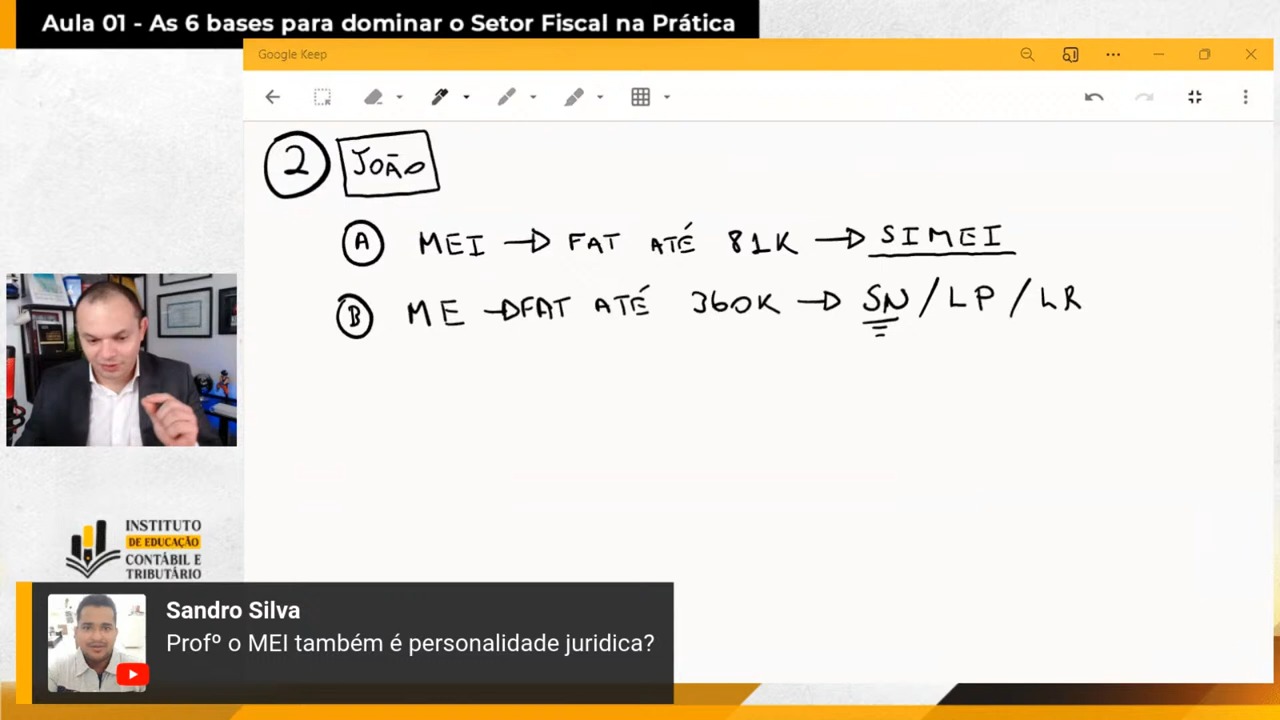 Aula 01 - As 6 bases para dominar o Setor Fiscal na Prática
Google Keep
2 JOÃO
A MEI → FAT ATÉ 81K → SIMEI
B ME → FAT ATÉ 360K → SN / LP / LR
INSTITUTO
DE EDUCAÇÃO
CONTÁBIL E
TRIBUTÁRIO
Sandro Silva
Profº o MEI também é personalidade juridica?